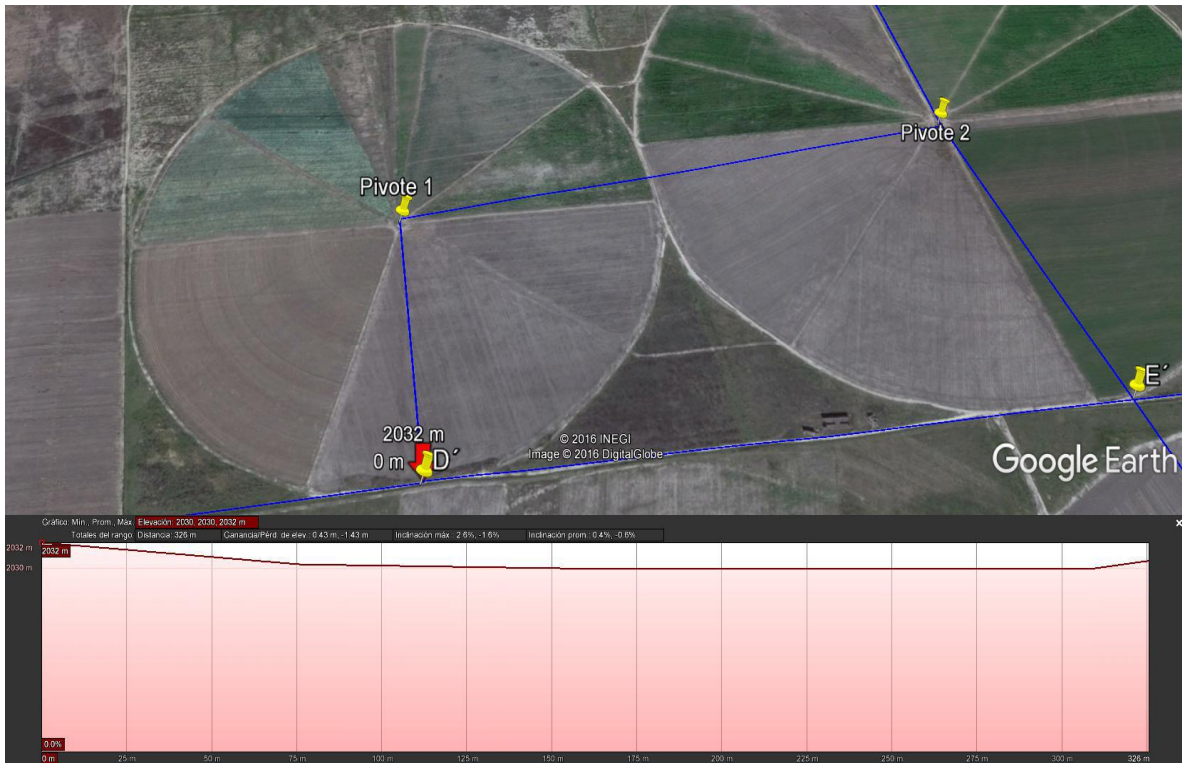 Pivote 2
Pivote 1
E´
2032 m
0 m
D´
© 2016 INEGI
Image © 2016 DigitalGlobe
Google Earth
Gráfico: Mín., Prom., Máx. Elevación: 2030, 2030, 2032 m
Totales del rango: Distancia: 326 m Ganancia/Pérd. de elev.: 0.43 m, -1.43 m Inclinación máx.: 2.6%, -1.6% Inclinación prom.: 0.4%, -0.6%
2032 m
2032 m
2030 m
0.0%
0 m 25 m 50 m 75 m 100 m 125 m 150 m 175 m 200 m 225 m 250 m 275 m 300 m 326 m